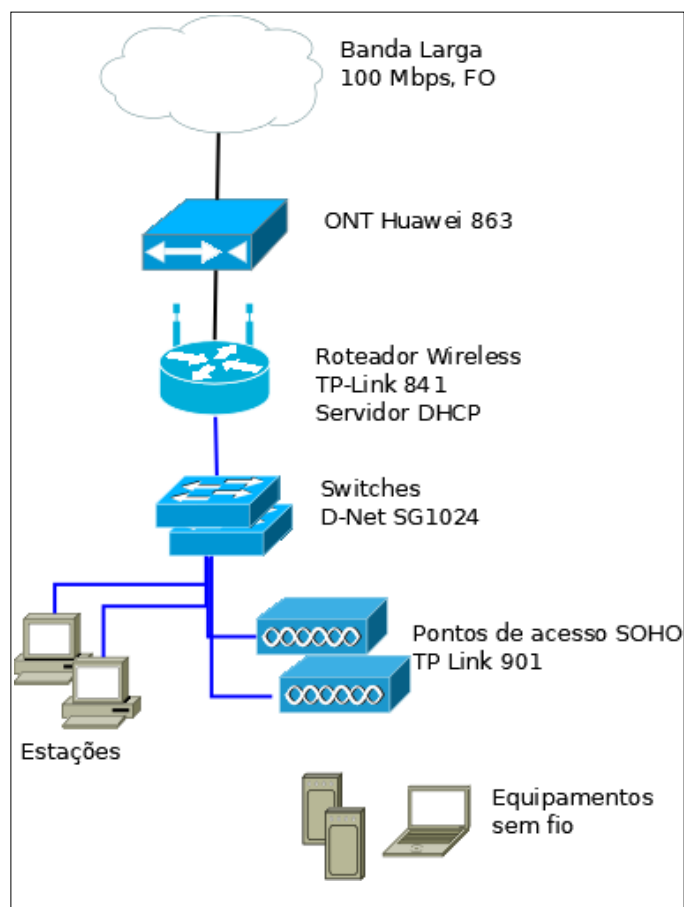 Banda Larga
100 Mbps, FO
ONT Huawei 863
Roteador Wireless
TP-Link 841
Servidor DHCP
Switches
D-Net SG1024
Pontos de acesso SOHO
TP Link 901
Estações
Equipamentos
sem fio